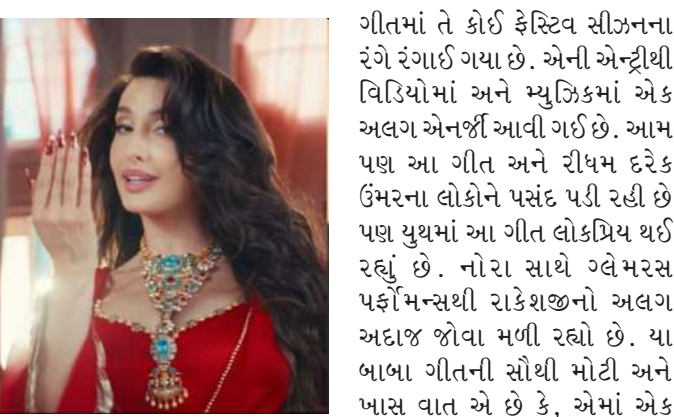 ગીતમાં તે કોઈ ફેસ્ટિવ સીઝનના
રંગે રંગાઈ ગયા છે. એની એન્ટ્રીથી
વિડિયોમાં અને મ્યુઝિકમાં એક
અલગ એનર્જી આવી ગઈ છે. આમ
પણ આ ગીત અને રીધમ દરેક
ઉંમરના લોકોને પસંદ પડી રહી છે
પણ યુથમાં આ ગીત લોકપ્રિય થઈ
રહ્યું છે. નોરા સાથે ગ્લેમરસ
પર્ફોમન્સથી રાકેશજીનો અલગ
અદાજ જોવા મળી રહ્યો છે. યા
બાબા ગીતની સૌથી મોટી અને
ખાસ વાત એ છે કે, એમાં એક